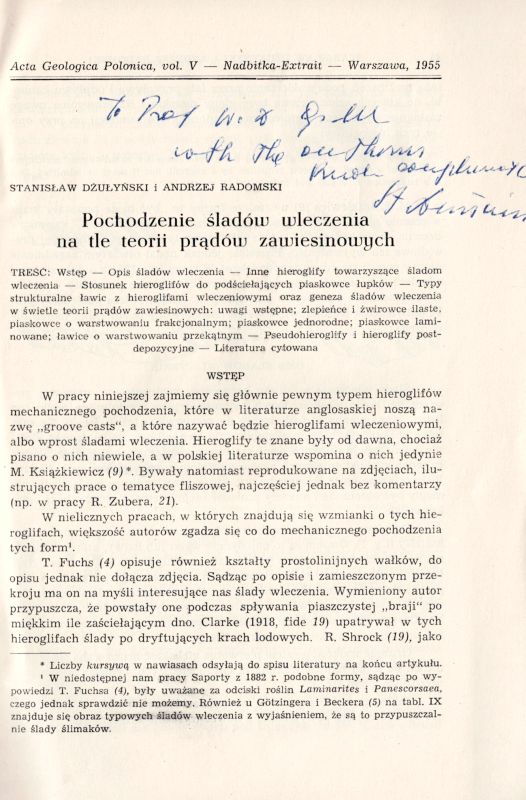 Acta Geologica Polonica, vol. V — Nadbitka-Extrait — Warszawa, 1955
To Prof W. D. Gill
with the authors
kind compliments
STANISŁAW DŻUŁYŃSKI i ANDRZEJ RADOMSKI
Pochodzenie śladów wleczenia
na tle teorii prądów zawiesinowych
TREŚĆ: Wstęp — Opis śladów wleczenia — Inne hieroglify towarzyszące śladom
wleczenia — Stosunek hieroglifów do podścielających piaskowce łupków — Typy
strukturalne ławic z hieroglifami wleczeniowymi oraz geneza śladów wleczenia
w świetle teorii prądów zawiesinowych: uwagi wstępne; zlepieńce i żwirowce ilaste,
piaskowce o warstwowaniu frakcjonalnym; piaskowce jednorodne; piaskowce lami-
nowane; ławice o warstwowaniu przekątnym — Pseudohieroglify i hieroglify post-
depozycyjne — Literatura cytowana
WSTĘP
W pracy niniejszej zajmiemy się głównie pewnym typem hieroglifów
mechanicznego pochodzenia, które w literaturze anglosaskiej noszą na-
zwę „groove casts", a które nazywać będzie hieroglifami wleczeniowymi,
albo wprost śladami wleczenia. Hieroglify te znane były od dawna, chociaż
pisano o nich niewiele, a w polskiej literaturze wspomina o nich jedynie
M. Książkiewicz (9)*. Bywały natomiast reprodukowane na zdjęciach, ilu-
strujących prace o tematyce fliszowej, najczęściej jednak bez komentarzy
(np. w pracy R. Zubera, 21).
W nielicznych pracach, w których znajdują się wzmianki o tych hie-
roglifach, większość autorów zgadza się co do mechanicznego pochodzenia
tych form¹.
T. Fuchs (4) opisuje również kształty prostolinijnych wałków, do
opisu jednak nie dołącza zdjęcia. Sądząc po opisie i zamieszczonym prze-
kroju ma on na myśli interesujące nas ślady wleczenia. Wymieniony autor
przypuszcza, że powstały one podczas spływania piaszczystej „braji" po
miękkim ile zaścielającym dno. Clarke (1918, fide 19) upatrywał w tych
hieroglifach ślady po dryftujących krach lodowych. R. Shrock (19), jako
* Liczby kursywą w nawiasach odsyłają do spisu literatury na końcu artykułu.
¹ W niedostępnej nam pracy Saporty z 1882 r. podobne formy, sądząc po wy-
powiedzi T. Fuchsa (4), były uważane za odciski roślin Laminarites i Panescorsaea,
czego jednak sprawdzić nie możemy. Również u Götzingera i Beckera (5) na tabl. IX
znajduje się obraz typowych śladów wleczenia z wyjaśnieniem, że są to przypuszczal-
nie ślady ślimaków.